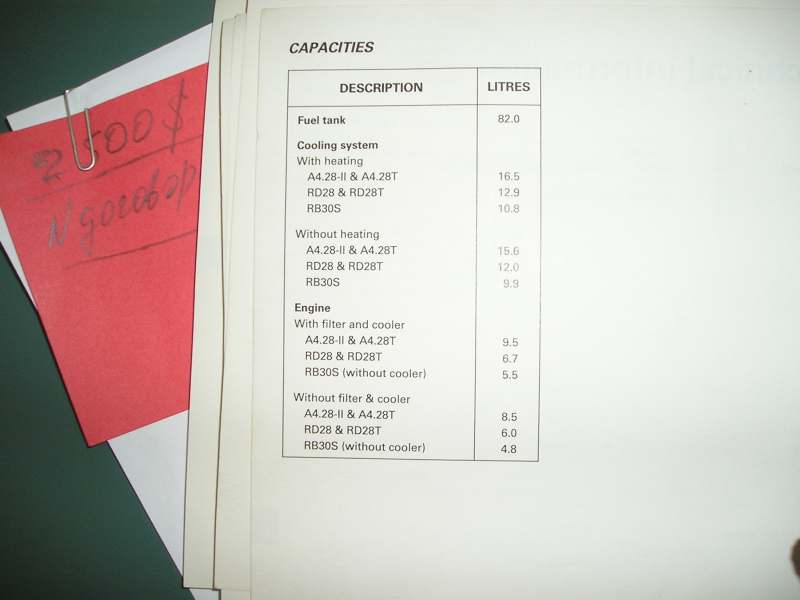 CAPACITIES
DESCRIPTION LITRES
Fuel tank 82.0
Cooling system
With heating
A4.28-II & A4.28T 16.5
RD28 & RD28T 12.9
RB30S 10.8
Without heating
A4.28-II & A4.28T 15.6
RD28 & RD28T 12.0
RB30S 9.9
Engine
With filter and cooler
A4.28-II & A4.28T 9.5
RD28 & RD28T 6.7
RB30S (without cooler) 5.5
Without filter & cooler
A4.28-II & A4.28T 8.5
RD28 & RD28T 6.0
RB30S (without cooler) 4.8
2 500 $